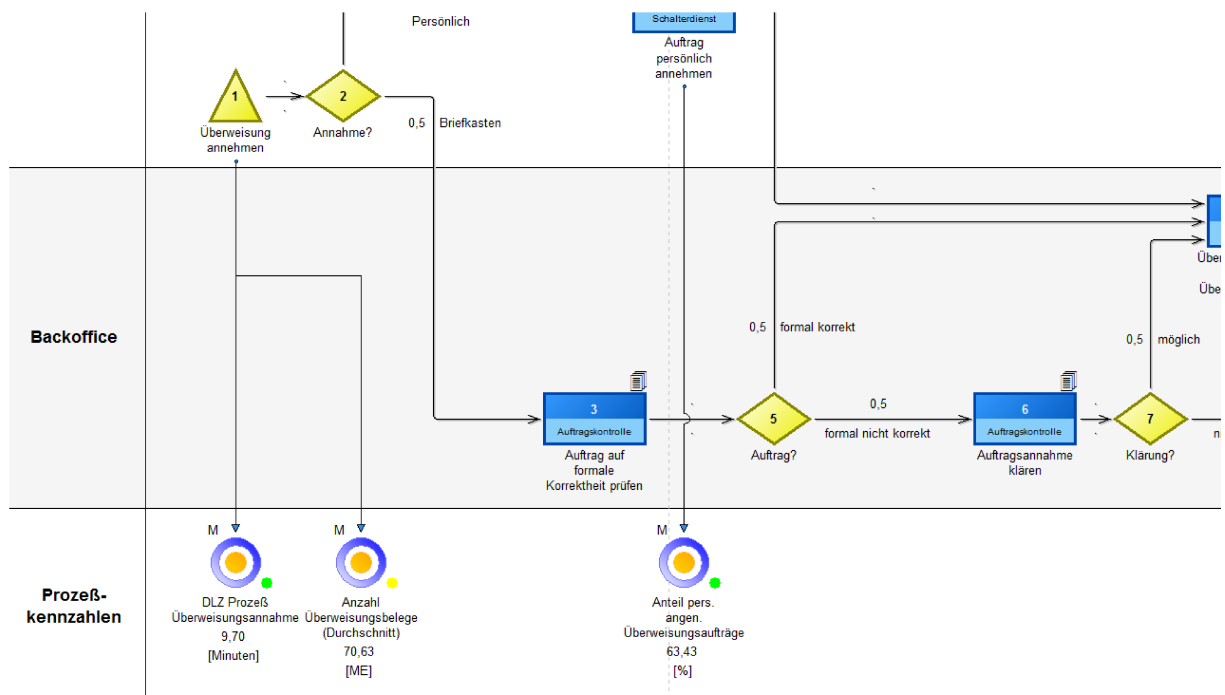 Persönlich
Schalterdienst
Auftrag
persönlich
annehmen
1
2
Überweisung
annehmen
Annahme?
0,5 Briefkasten
Backoffice
0,5 formal korrekt
0,5 möglich
3
Auftragskontrolle
Auftrag auf
formale
Korrektheit prüfen
5
Auftrag?
0,5
formal nicht korrekt
6
Auftragskontrolle
Auftragsannahme
klären
7
Klärung?
Prozeß-
kennzahlen
M
DLZ Prozeß
Überweisungsannahme
9,70
[Minuten]
M
Anzahl
Überweisungsbelege
(Durchschnitt)
70,63
[ME]
M
Anteil pers.
angen.
Überweisungsaufträge
63,43
[%]